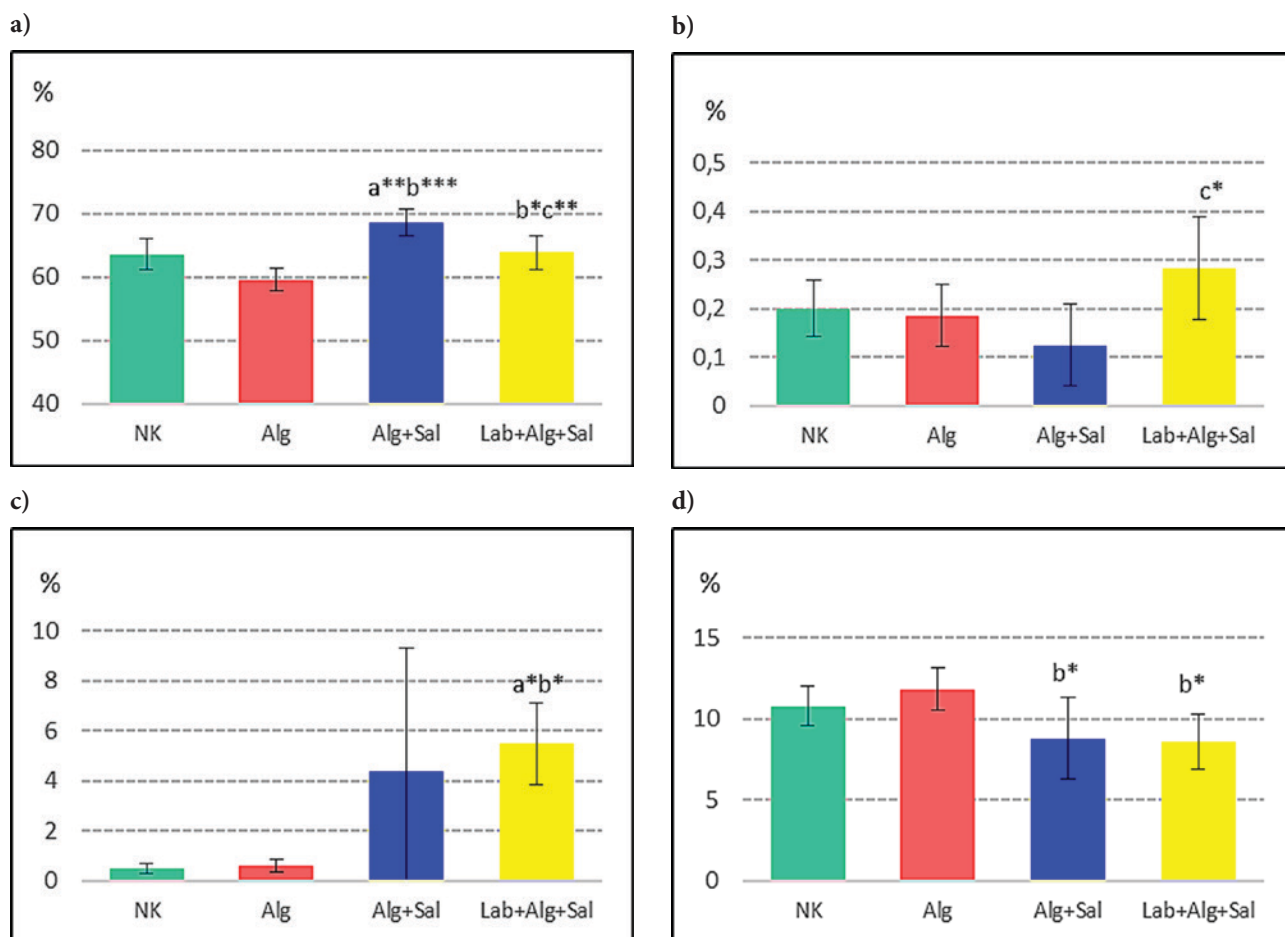 a)
%
80
70
60
50
40
a**b***
b*c**
NK Alg Alg+Sal Lab+Alg+Sal
b)
%
0,5
0,4
0,3
0,2
0,1
0
c*
NK Alg Alg+Sal Lab+Alg+Sal
c)
%
10
8
6
4
2
0
a*b*
NK Alg Alg+Sal Lab+Alg+Sal
d)
%
15
10
5
0
b* b*
NK Alg Alg+Sal Lab+Alg+Sal